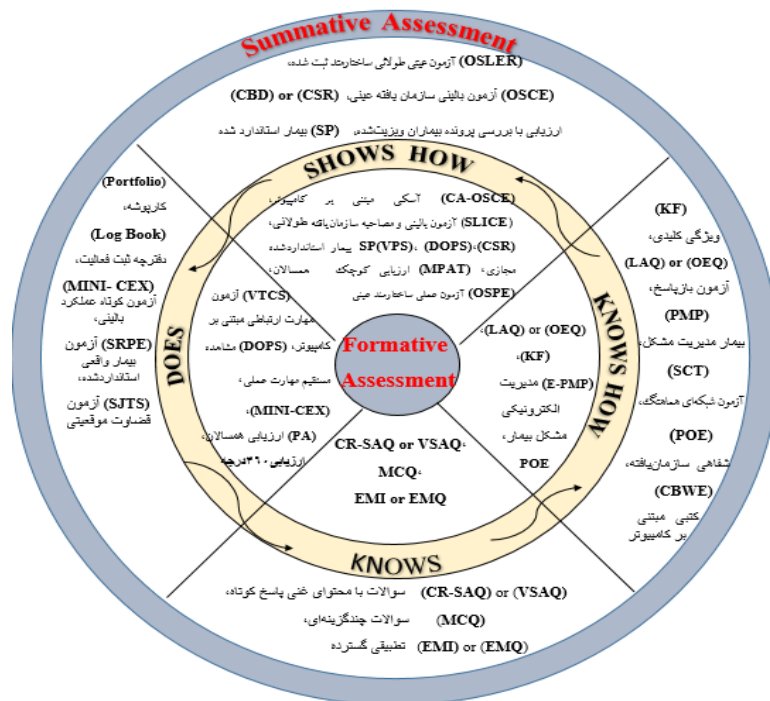 Summative Assessment
(OSLER) آزمون عینی طولانی ساختارمند ثبت شده،
(OSCE) آزمون بالینی سازمان یافته عینی، (CSR) or (CBD)
ارزیابی با بررسی پرونده بیماران ویزیت‌شده، (SP) بیمار استاندارد شده
SHOWS HOW
(CA-OSCE) آسکی مبتنی بر کامپیوتر،
(SLICE) آزمون بالینی و مصاحبه سازمان‌یافته طولانی،
(CSR)، (DOPS) ،SP(VPS) بیمار استانداردشده
مجازی، (MPAT) ارزیابی کوچک همسالان،
(OSPE) آزمون عملی ساختارمند عینی
(Portfolio)
کارپوشه،
(Log Book)
دفترچه ثبت فعالیت،
(MINI- CEX)
آزمون کوتاه عملکرد
بالینی،
(SRPE) آزمون
بیمار واقعی
استانداردشده،
(SJTS) آزمون
قضاوت موقعیتی
DOES
(VTCS) آزمون
مهارت ارتباطی مبتنی بر
کامپیوتر، (DOPS) مشاهده
مستقیم مهارت عملی،
(MINI-CEX)،
(PA) ارزیابی همسالان،
ارزیابی ۳۶۰درجه
Formative
Assessment
(LAQ) or (OEQ)،
(KF)،
(E-PMP) مدیریت
الکترونیکی
مشکل بیمار،
POE
KNOWS HOW
(KF)
ویژگی کلیدی،
(LAQ) or (OEQ)
آزمون بازپاسخ،
(PMP)
بیمار مدیریت مشکل،
(SCT)
آزمون شبکه‌ای هماهنگ،
(POE)
شفاهی سازمان‌یافته،
(CBWE)
کتبی مبتنی
بر کامپیوتر
CR-SAQ or VSAQ،
MCQ،
EMI or EMQ
KNOWS
(CR-SAQ) or (VSAQ) سوالات با محتوای غنی پاسخ کوتاه،
(MCQ) سوالات چندگزینه‌ای،
(EMI) or (EMQ) تطبیقی گسترده